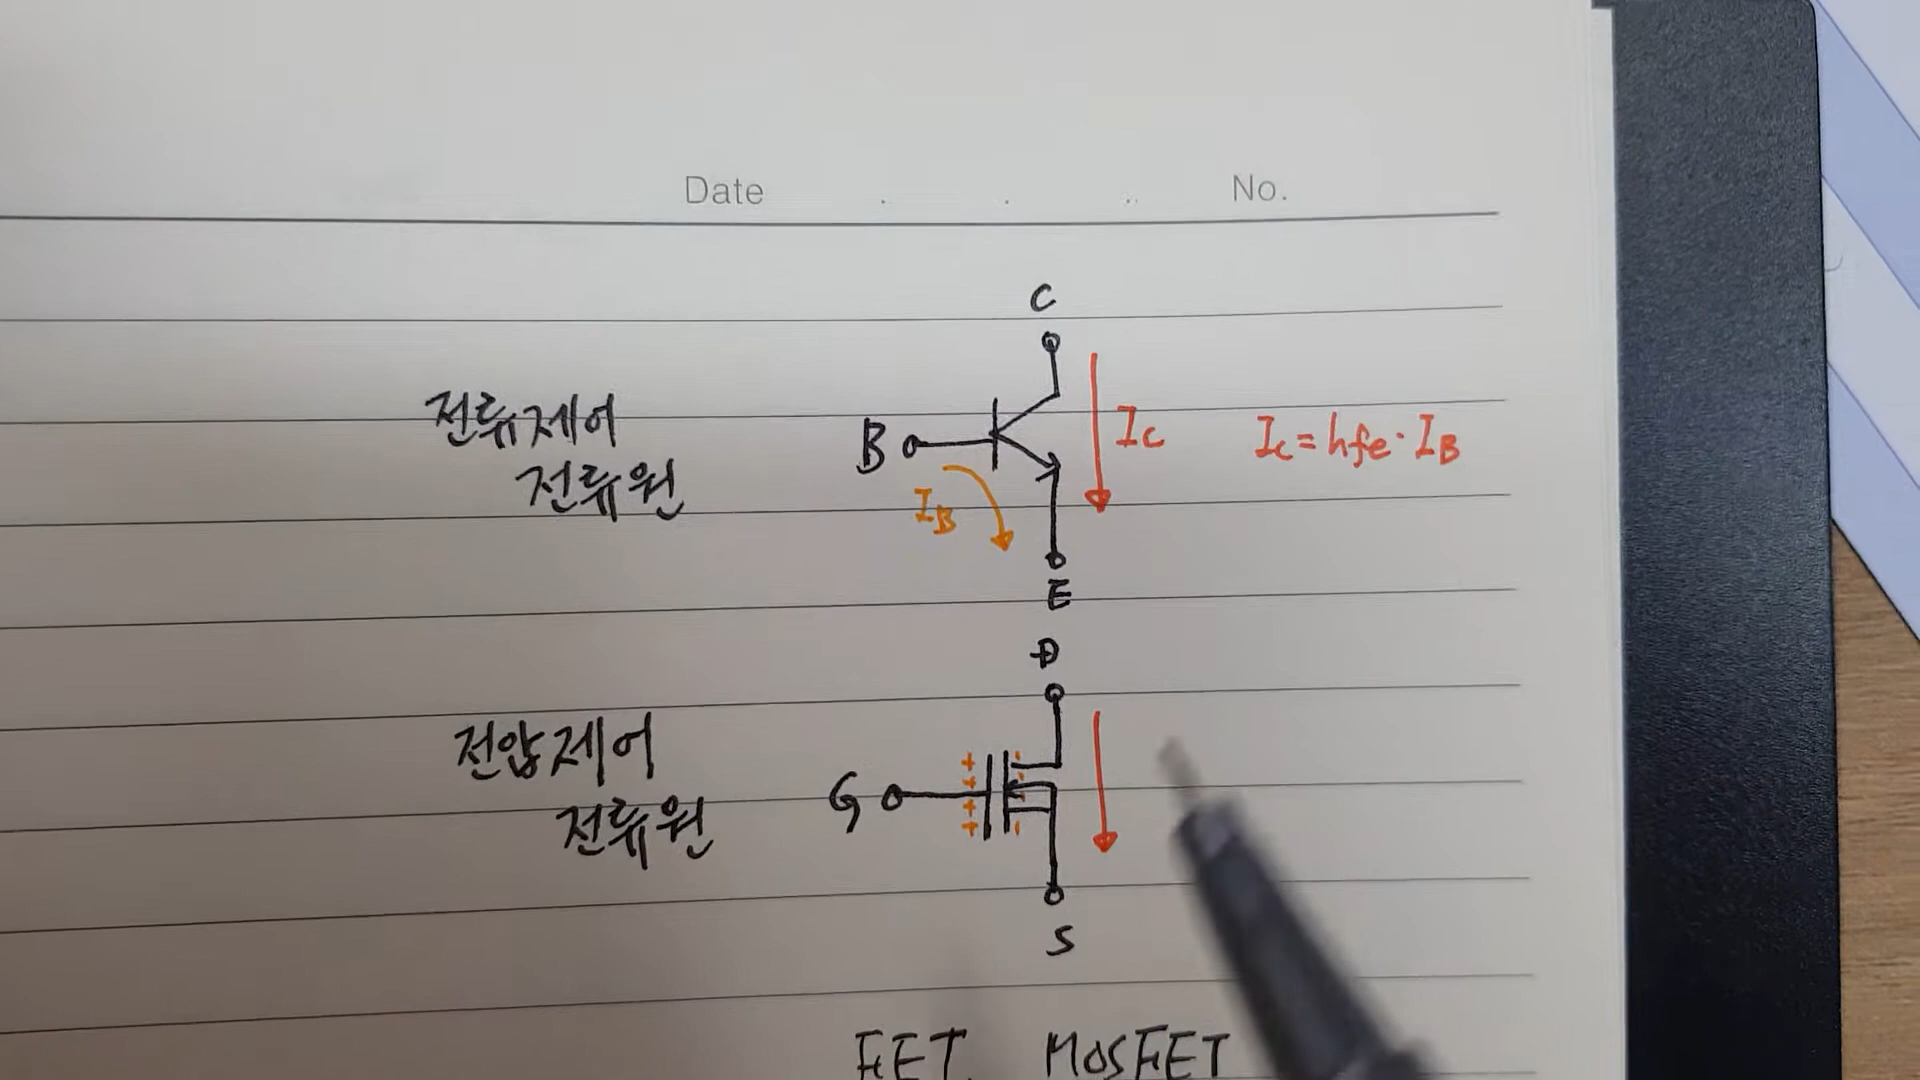 Date . . .. No.
C
전류제어
전류원
B
IC
IC = hfe · IB
IB
E
D
전압제어
전류원
G
+
+
+
+
S
FET. MOSFET